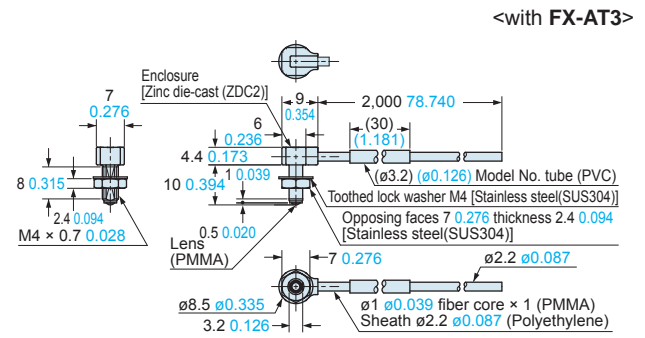 <with FX-AT3>
Enclosure
[Zinc die-cast (ZDC2)]
7
0.276
9
0.354
2,000 78.740
6
0.236
(30)
(1.181)
4.4 0.173
1 0.039
(ø3.2) (ø0.126) Model No. tube (PVC)
8 0.315
10 0.394
Toothed lock washer M4 [Stainless steel(SUS304)]
2.4 0.094
Opposing faces 7 0.276 thickness 2.4 0.094
[Stainless steel(SUS304)]
M4 × 0.7 0.028
0.5 0.020
Lens
(PMMA)
7 0.276
ø2.2 ø0.087
ø8.5 ø0.335
ø1 ø0.039 fiber core × 1 (PMMA)
3.2 0.126
Sheath ø2.2 ø0.087 (Polyethylene)